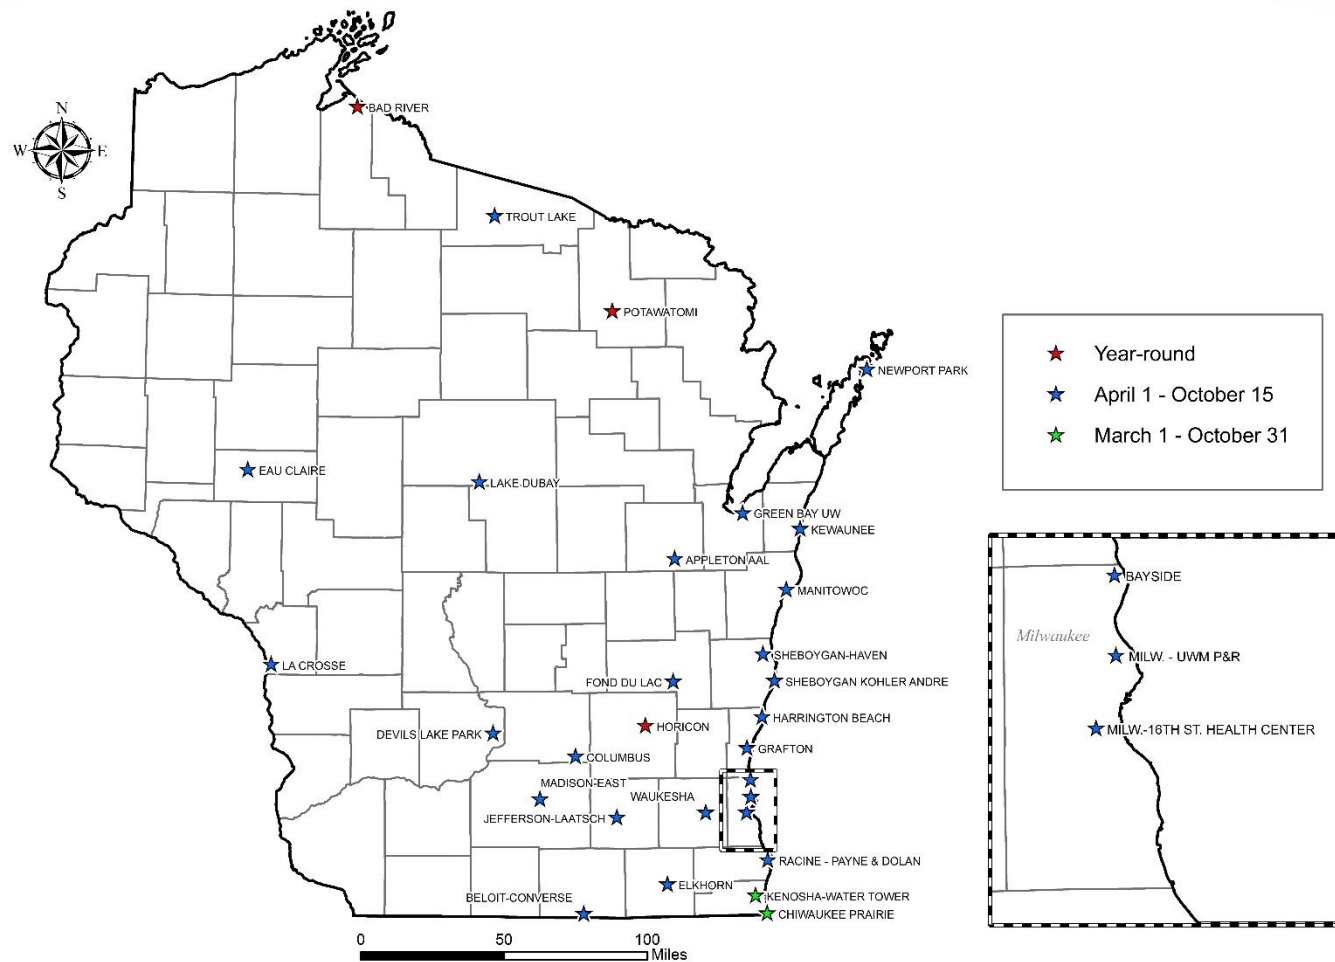 N
W
E
S
BAD RIVER
TROUT LAKE
POTAWATOMI
NEWPORT PARK
EAU CLAIRE
LAKE DUBAY
GREEN BAY UW
KEWAUNEE
APPLETON AAL
MANITOWOC
SHEBOYGAN-HAVEN
LA CROSSE
FOND DU LAC
SHEBOYGAN KOHLER ANDRE
HARRINGTON BEACH
HORICON
DEVILS LAKE PARK
GRAFTON
COLUMBUS
MADISON-EAST
WAUKESHA
JEFFERSON-LAATSCH
RACINE - PAYNE & DOLAN
ELKHORN
KENOSHA-WATER TOWER
BELOIT-CONVERSE
CHIWAUKEE PRAIRIE
0 50 100
Miles
Year-round
April 1 - October 15
March 1 - October 31
BAYSIDE
Milwaukee
MILW. - UWM P&R
MILW.-16TH ST. HEALTH CENTER